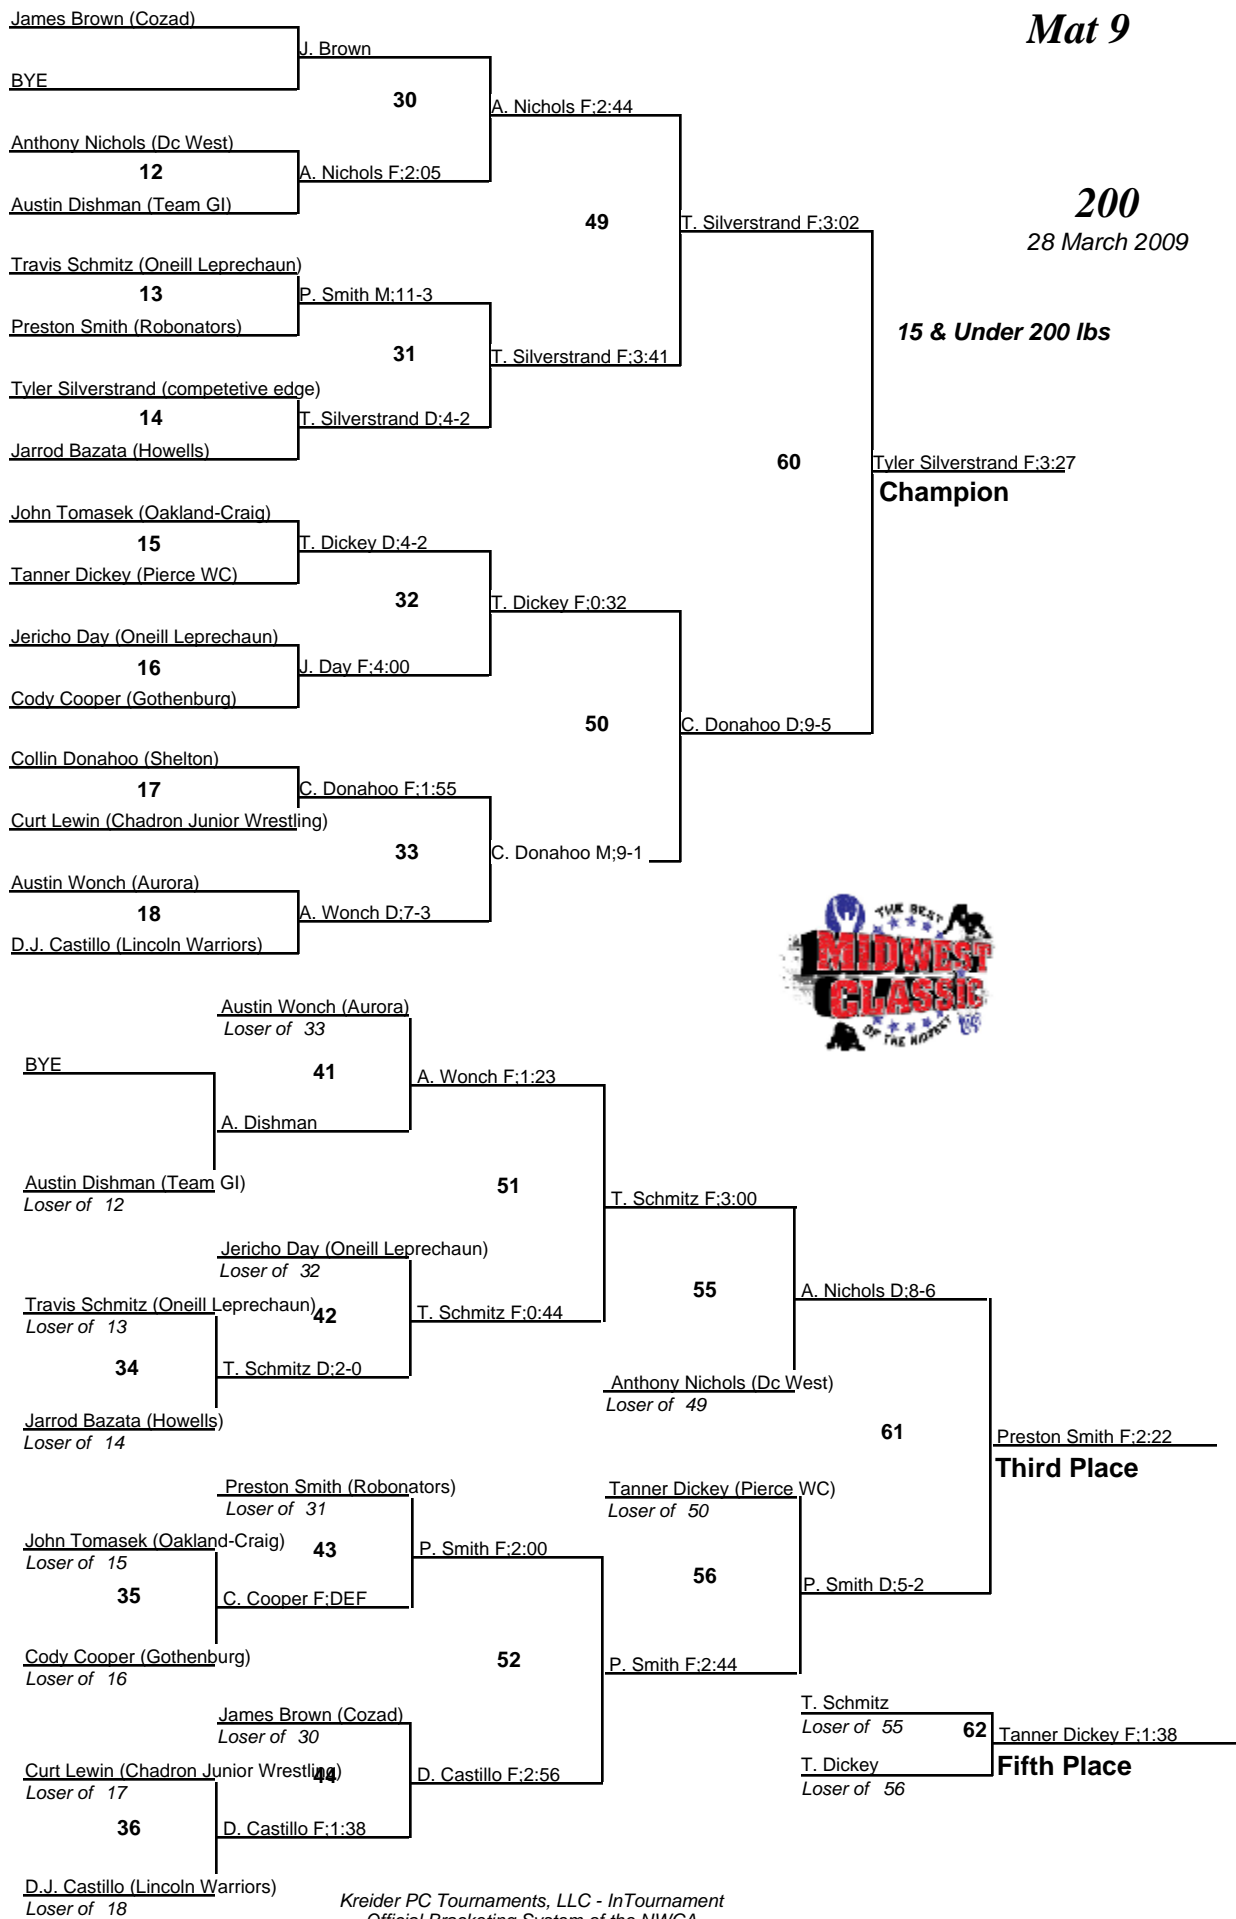 James Brown (Cozad)
Mat 9
J. Brown
BYE
30
A. Nichols F;2:44
Anthony Nichols (Dc West)
12
A. Nichols F;2:05
Austin Dishman (Team GI)
200
49
T. Silverstrand F;3:02
28 March 2009
Travis Schmitz (Oneill Leprechaun)
13
P. Smith M;11-3
Preston Smith (Robonators)
15 & Under 200 lbs
31
T. Silverstrand F;3:41
Tyler Silverstrand (competetive edge)
14
T. Silverstrand D;4-2
Jarrod Bazata (Howells)
60
Tyler Silverstrand F;3:27
Champion
John Tomasek (Oakland-Craig)
15
T. Dickey D;4-2
Tanner Dickey (Pierce WC)
32
T. Dickey F;0:32
Jericho Day (Oneill Leprechaun)
16
J. Day F;4:00
Cody Cooper (Gothenburg)
50
C. Donahoo D;9-5
Collin Donahoo (Shelton)
17
C. Donahoo F;1:55
Curt Lewin (Chadron Junior Wrestling)
33
C. Donahoo M;9-1
Austin Wonch (Aurora)
18
A. Wonch D;7-3
D.J. Castillo (Lincoln Warriors)
THE BEST
MIDWEST
CLASSIC
OF THE MIDWEST
Austin Wonch (Aurora)
Loser of 33
BYE
41
A. Wonch F;1:23
A. Dishman
Austin Dishman (Team GI)
Loser of 12
51
T. Schmitz F;3:00
Jericho Day (Oneill Leprechaun)
Loser of 32
Travis Schmitz (Oneill Leprechaun)
Loser of 13
42
T. Schmitz F;0:44
55
A. Nichols D;8-6
34
T. Schmitz D;2-0
Anthony Nichols (Dc West)
Loser of 49
Jarrod Bazata (Howells)
Loser of 14
61
Preston Smith F;2:22
Third Place
Preston Smith (Robonators)
Loser of 31
Tanner Dickey (Pierce WC)
Loser of 50
John Tomasek (Oakland-Craig)
Loser of 15
43
P. Smith F;2:00
56
P. Smith D;5-2
35
C. Cooper F;DEF
Cody Cooper (Gothenburg)
Loser of 16
52
P. Smith F;2:44
James Brown (Cozad)
Loser of 30
T. Schmitz
Loser of 55
62
Tanner Dickey F;1:38
Fifth Place
T. Dickey
Loser of 56
Curt Lewin (Chadron Junior Wrestling)
Loser of 17
44
D. Castillo F;2:56
36
D. Castillo F;1:38
D.J. Castillo (Lincoln Warriors)
Loser of 18
Kreider PC Tournaments, LLC - InTournament
Official Bracketing System of the NWCA